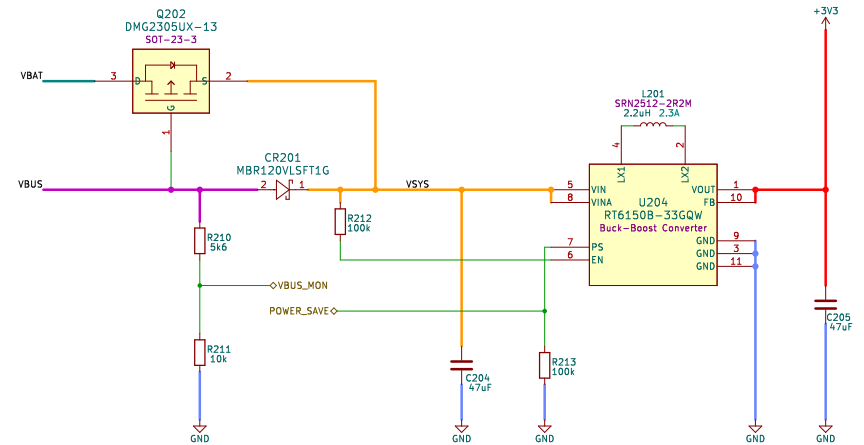 Q202
DMG2305UX-13
SOT-23-3
+3V3
VBAT
3
D
S
2
G
1
L201
SRN2512-2R2M
2.2uH 2.3A
4
2
LX1
LX2
VBUS
CR201
MBR120VLSFT1G
2
1
VSYS
5
VIN
8
VINA
U204
RT6150B-33GQW
Buck-Boost Converter
VOUT
1
FB
10
R212
100k
R210
5k6
7
PS
6
EN
GND
9
GND
3
GND
11
VBUS_MON
POWER_SAVE
C205
47uF
R211
10k
C204
47uF
R213
100k
GND
GND
GND
GND
GND